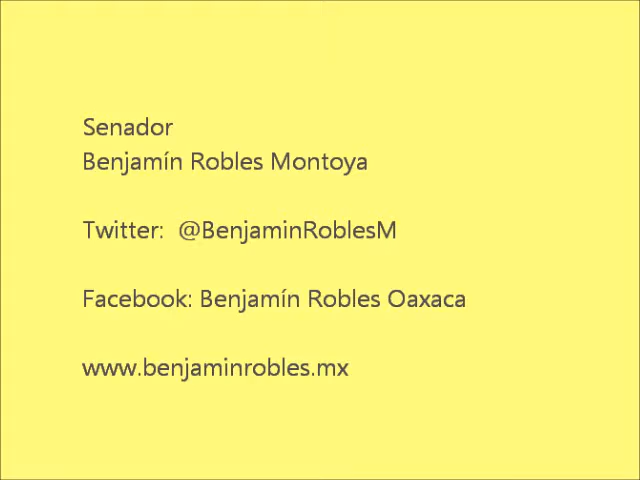 Senador
Benjamín Robles Montoya
Twitter:  @BenjaminRoblesM
Facebook: Benjamín Robles Oaxaca
www.benjaminrobles.mx